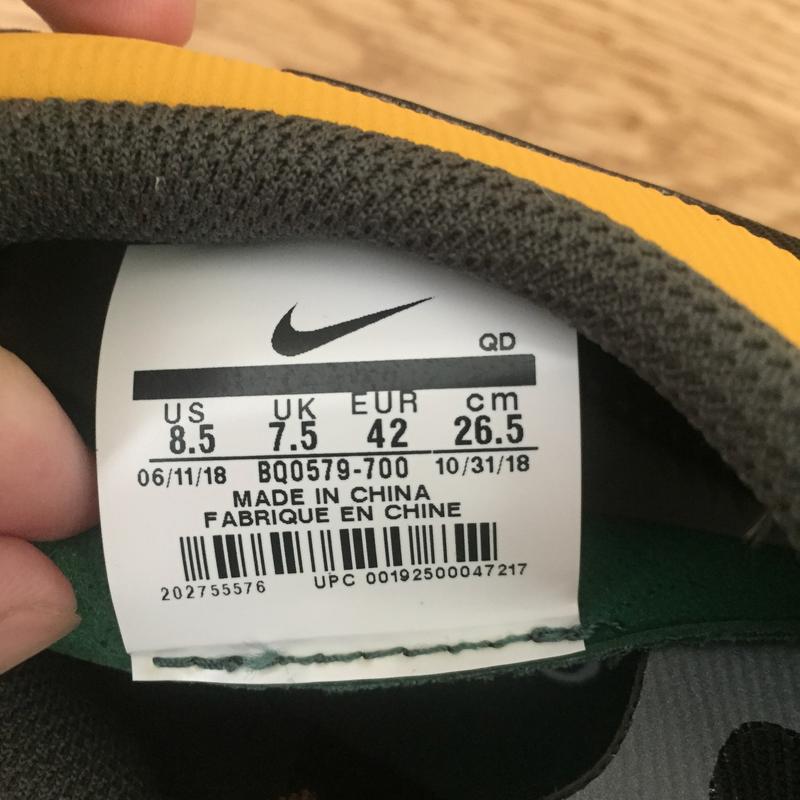 QD
US UK EUR cm
8.5 7.5 42 26.5
06/11/18 BQ0579-700 10/31/18
MADE IN CHINA
FABRIQUE EN CHINE
202755576 UPC 00192500047217